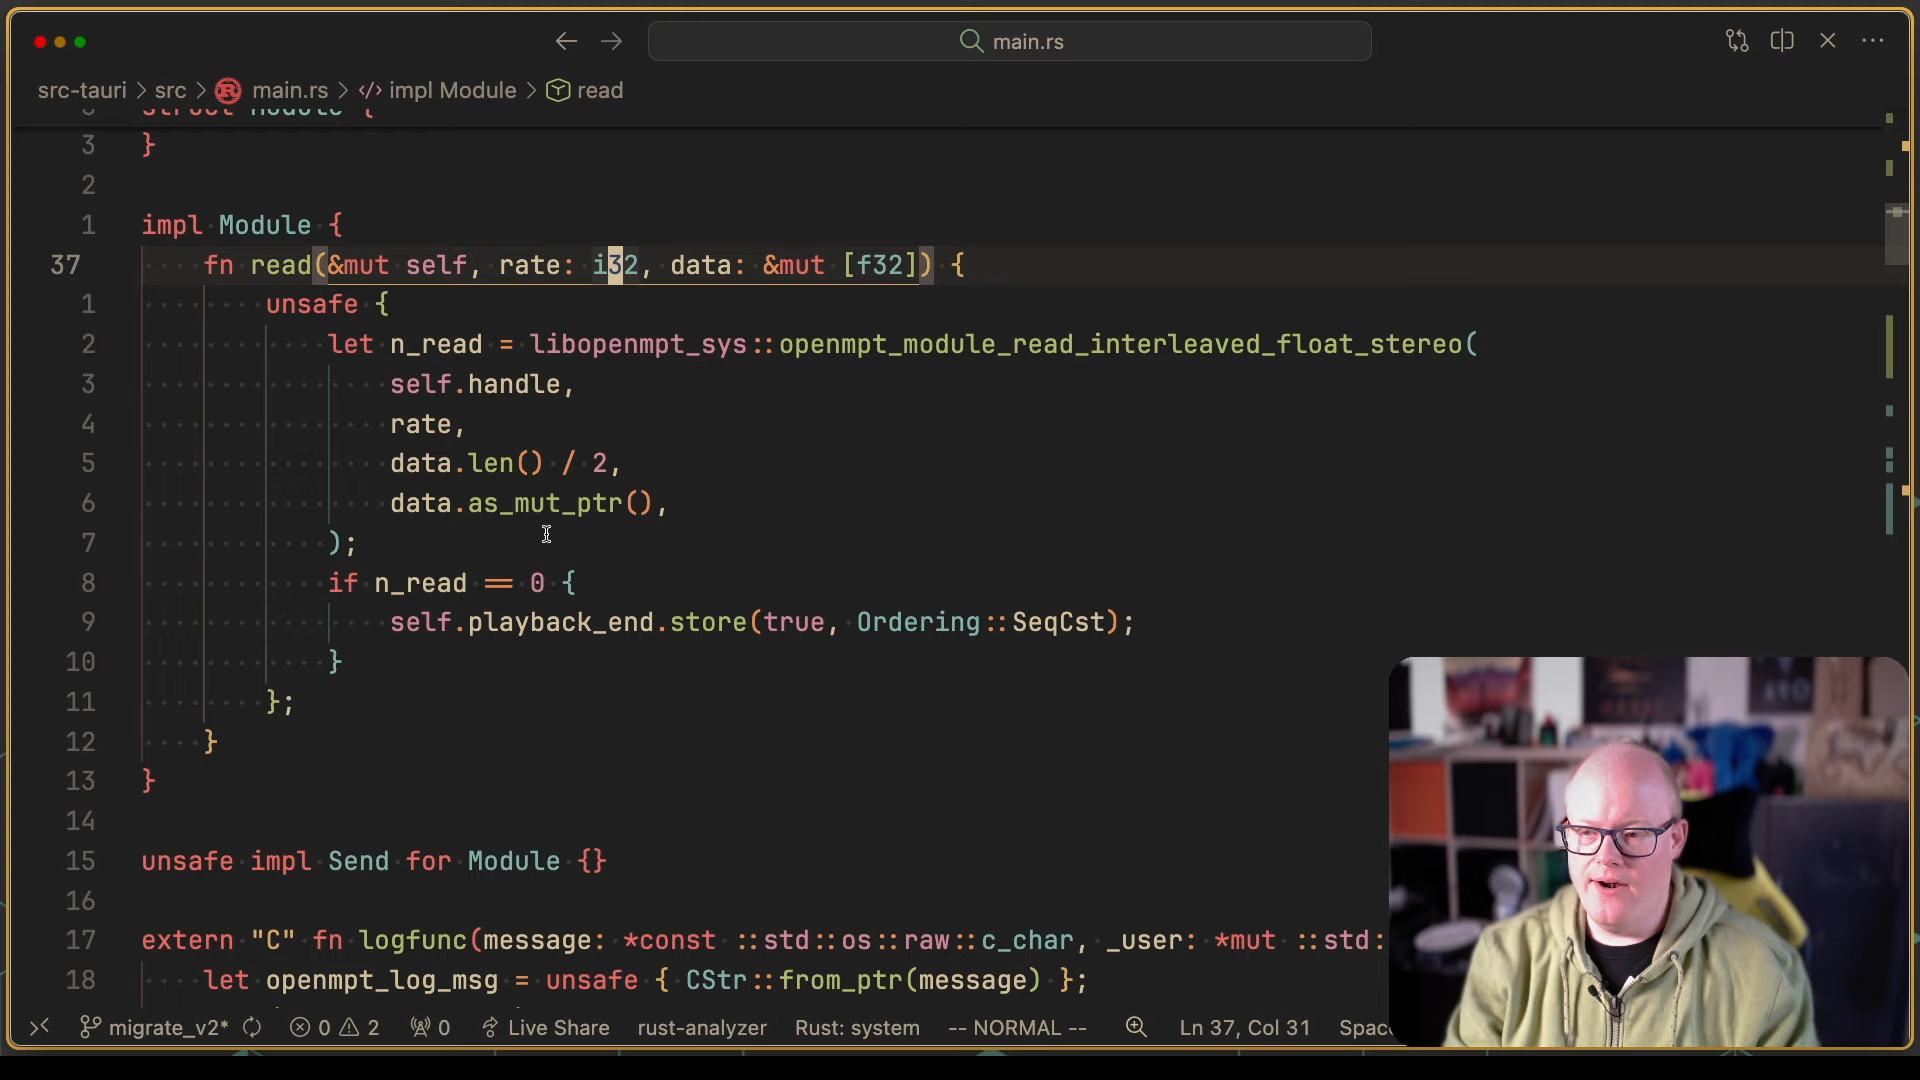 main.rs
src-tauri > src > main.rs > impl Module > read
struct Module {
3 }
2
1 impl Module {
37 fn read(&mut self, rate: i32, data: &mut [f32]) {
1 unsafe {
2 let n_read = libopenmpt_sys::openmpt_module_read_interleaved_float_stereo(
3 self.handle,
4 rate,
5 data.len() / 2,
6 data.as_mut_ptr(),
7 );
8 if n_read == 0 {
9 self.playback_end.store(true, Ordering::SeqCst);
10 }
11 };
12 }
13 }
14
15 unsafe impl Send for Module {}
16
17 extern "C" fn logfunc(message: *const ::std::os::raw::c_char, _user: *mut ::std:
18 let openmpt_log_msg = unsafe { CStr::from_ptr(message) };
migrate_v2* 0 2 0 Live Share rust-analyzer Rust: system -- NORMAL -- Ln 37, Col 31 Spac